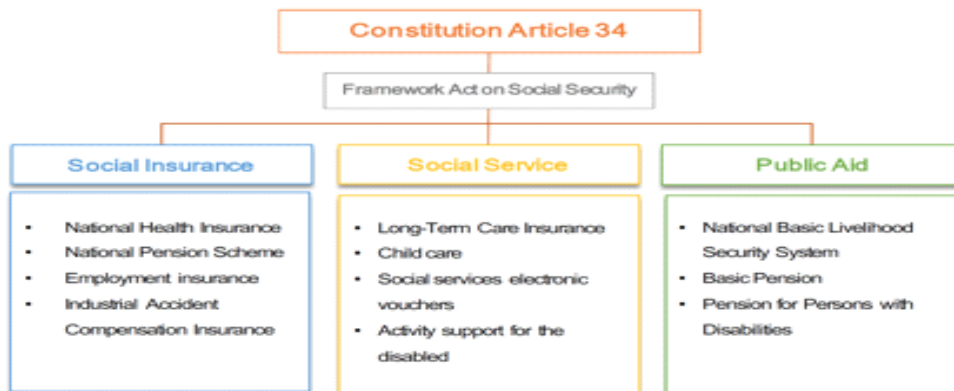 Constitution Article 34
Framework Act on Social Security
Social Insurance
• National Health Insurance
• National Pension Scheme
• Employment insurance
• Industrial Accident
Compensation Insurance
Social Service
• Long-Term Care Insurance
• Child care
• Social services electronic
vouchers
• Activity support for the
disabled
Public Aid
• National Basic Livelihood
Security System
• Basic Pension
• Pension for Persons with
Disabilities